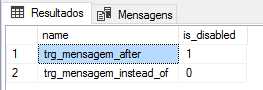 Resultados Mensagens
name is_disabled
1 trg_mensagem_after 1
2 trg_mensagem_instead_of 0